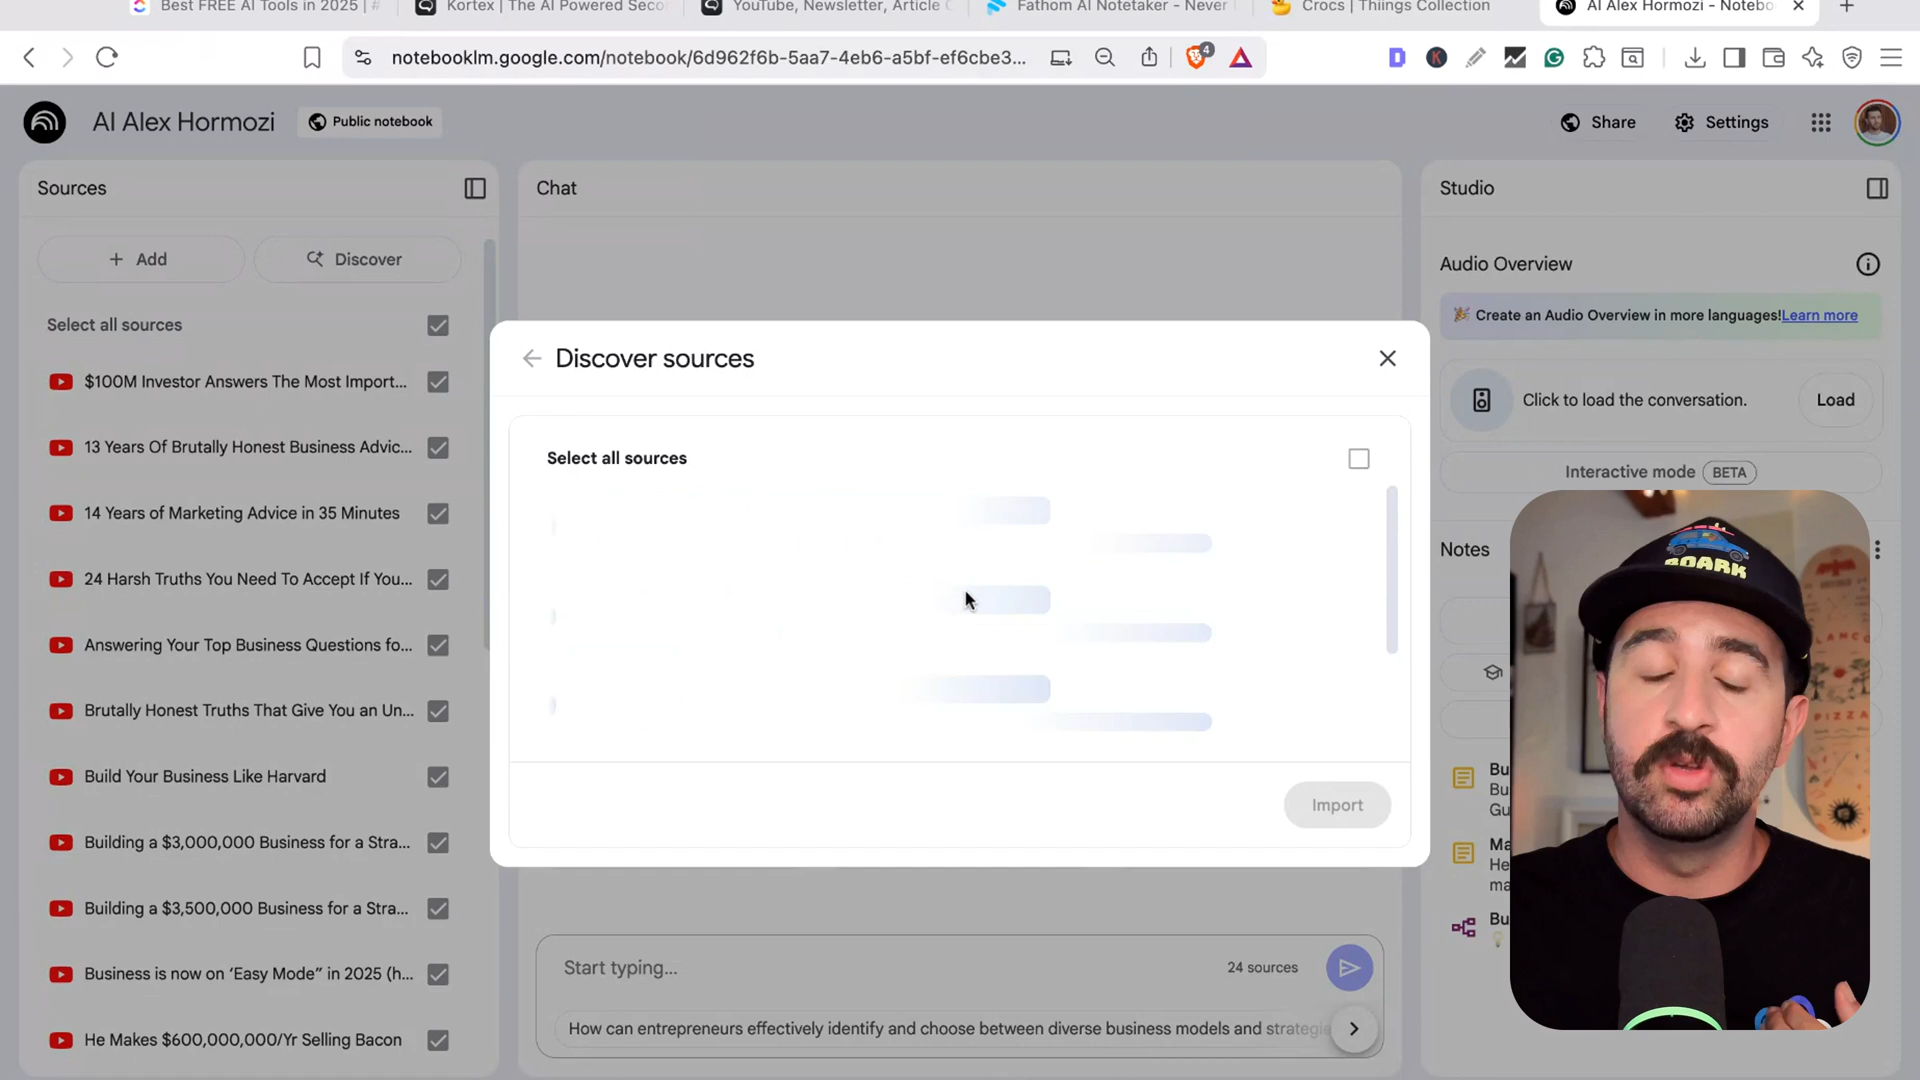 Best FREE AI Tools in 2025 | #
Kortex | The AI Powered Seco
YouTube, Newsletter, Article C
Fathom AI Notetaker - Never
Crocs | Thiings Collection
AI Alex Hormozi - Notebo
notebooklm.google.com/notebook/6d962f6b-5aa7-4eb6-a5bf-ef6cbe3...
4
D
K
G
AI Alex Hormozi
Public notebook
Share
Settings
Sources
Chat
Studio
+ Add
Discover
Audio Overview
Create an Audio Overview in more languages! Learn more
Select all sources
$100M Investor Answers The Most Import...
13 Years Of Brutally Honest Business Advic...
14 Years of Marketing Advice in 35 Minutes
24 Harsh Truths You Need To Accept If You...
Answering Your Top Business Questions fo...
Brutally Honest Truths That Give You an Un...
Build Your Business Like Harvard
Building a $3,000,000 Business for a Stra...
Building a $3,500,000 Business for a Stra...
Business is now on ‘Easy Mode” in 2025 (h...
He Makes $600,000,000/Yr Selling Bacon
Discover sources
Select all sources
Import
Click to load the conversation.
Load
Interactive mode
BETA
Notes
Bu
Bu
Gu
Ma
He
ma
Bu
ROARK
PIZZA
Start typing...
24 sources
How can entrepreneurs effectively identify and choose between diverse business models and strategie